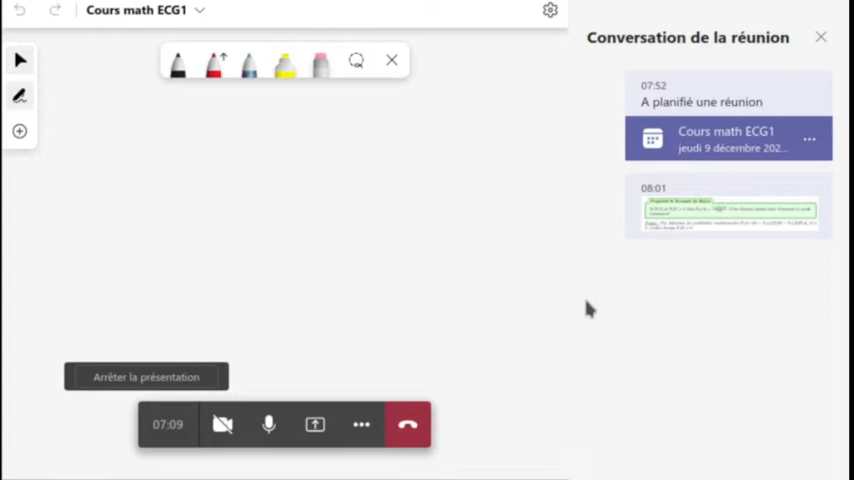 Cours math ECG1
Conversation de la réunion
07:52
A planifié une réunion
Cours math ECG1
jeudi 9 décembre 202...
08:01
Arrêter la présentation
07:09